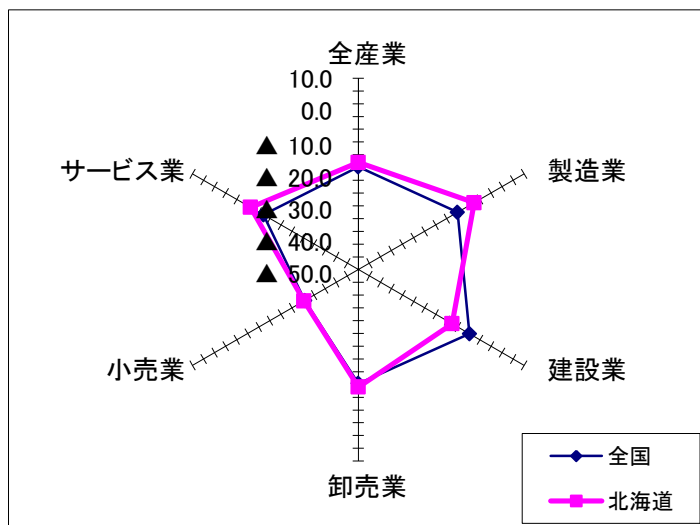 全産業
10.0
0.0
▲ 10.0
▲ 20.0
▲ 30.0
▲ 40.0
▲ 50.0
製造業
建設業
卸売業
小売業
サービス業
全国
北海道